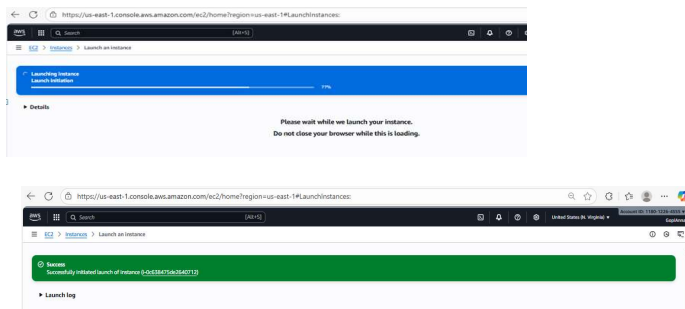 https://us-east-1.console.aws.amazon.com/ec2/home?region=us-east-1#LaunchInstances:
aws Search [Alt+S]
EC2 > Instances > Launch an instance
Launching instance
Launch initiation
77%
Details
Please wait while we launch your instance.
Do not close your browser while this is loading.
https://us-east-1.console.aws.amazon.com/ec2/home?region=us-east-1#LaunchInstances:
aws Search [Alt+S] United States (N. Virginia)
EC2 > Instances > Launch an instance
Success
Successfully initiated launch of instance (i-0c638475de2640712)
Launch log